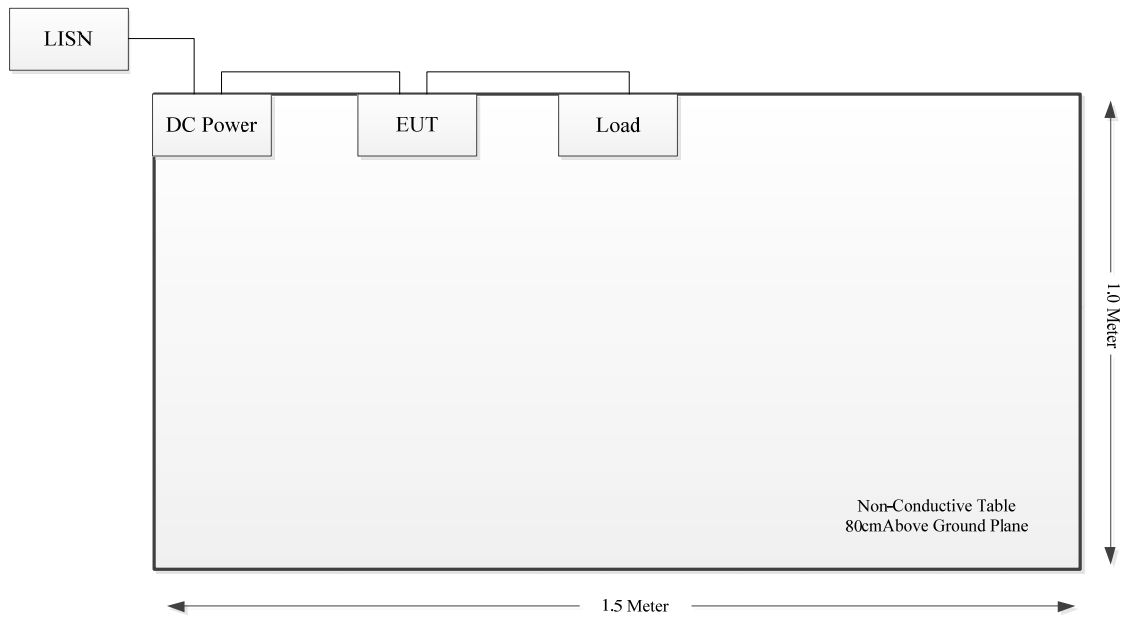 LISN
DC Power
EUT
Load
1.0 Meter
Non-Conductive Table
80cmAbove Ground Plane
1.5 Meter